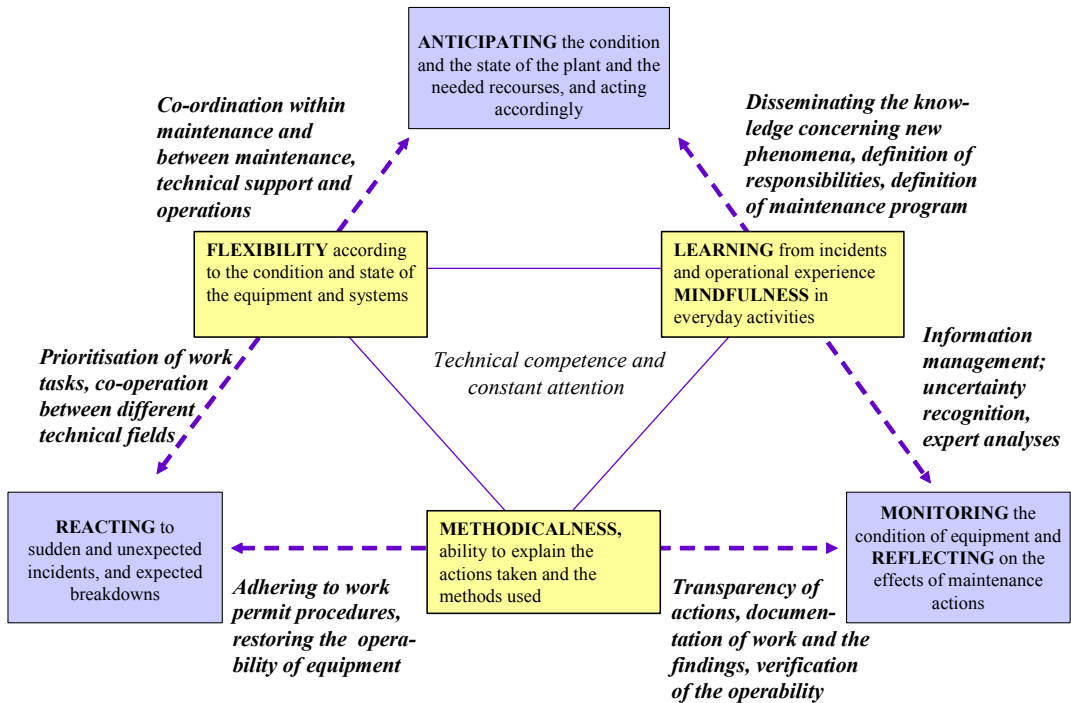 ANTICIPATING the condition
and the state of the plant and the
needed recourses, and acting
accordingly
Co-ordination within
maintenance and
between maintenance,
technical support and
operations
Disseminating the know-
ledge concerning new
phenomena, definition of
responsibilities, definition
of maintenance program
FLEXIBILITY according
to the condition and state of
the equipment and systems
LEARNING from incidents
and operational experience
MINDFULNESS in
everyday activities
Prioritisation of work
tasks, co-operation
between different
technical fields
Technical competence and
constant attention
Information
management;
uncertainty
recognition,
expert analyses
REACTING to
sudden and unexpected
incidents, and expected
breakdowns
METHODICALNESS,
ability to explain the
actions taken and the
methods used
MONITORING the
condition of equipment and
REFLECTING on the
effects of maintenance
actions
Adhering to work
permit procedures,
restoring the opera-
bility of equipment
Transparency of
actions, documen-
tation of work and the
findings, verification
of the operability